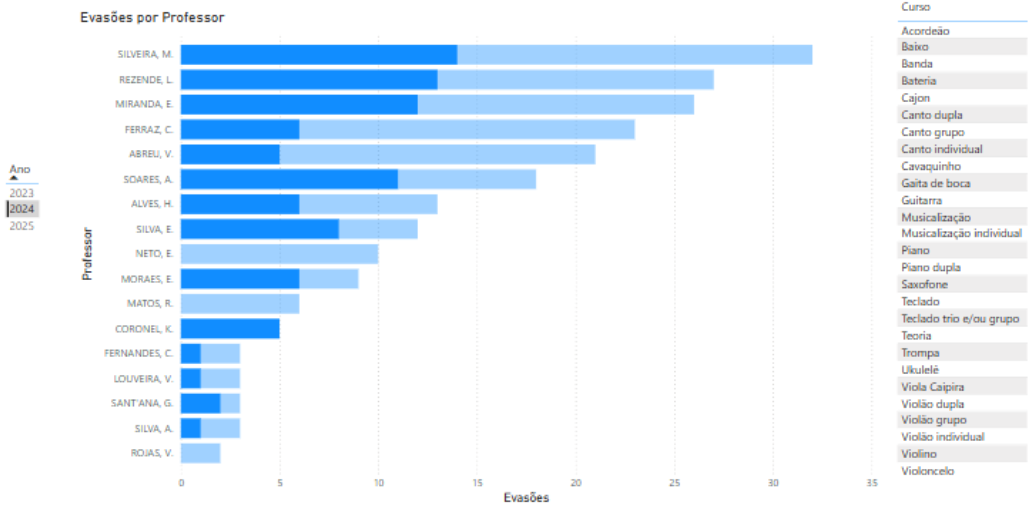 Evasões por Professor
Ano
2023
2024
2025
Professor
SILVEIRA, M.
REZENDE, L.
MIRANDA, E.
FERRAZ, C.
ABREU, V.
SOARES, A.
ALVES, H.
SILVA, E.
NETO, E.
MORAES, E.
MATOS, R.
CORONEL, K.
FERNANDES, C.
LOUVEIRA, V.
SANT'ANA, G.
SILVA, A.
ROJAS, V.
0 5 10 15 20 25 30 35
Evasões
Curso
Acordeão
Baixo
Banda
Bateria
Cajon
Canto dupla
Canto grupo
Canto individual
Cavaquinho
Gaita de boca
Guitarra
Musicalização
Musicalização individual
Piano
Piano dupla
Saxofone
Teclado
Teclado trio e/ou grupo
Teoria
Trompa
Ukulelê
Viola Caipira
Violão dupla
Violão grupo
Violão individual
Violino
Violoncelo